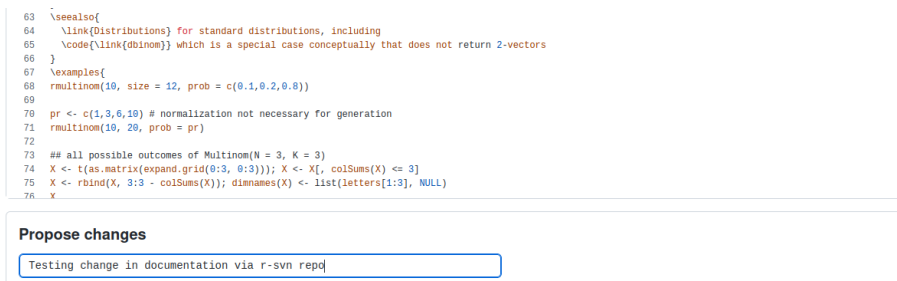 63 \seealso{
64   \link{Distributions} for standard distributions, including
65   \code{\link{dbinom}} which is a special case conceptually that does not return 2-vectors
66 }
67 \examples{
68 rmultinom(10, size = 12, prob = c(0.1,0.2,0.8))
69
70 pr <- c(1,3,6,10) # normalization not necessary for generation
71 rmultinom(10, 20, prob = pr)
72
73 ## all possible outcomes of Multinom(N = 3, K = 3)
74 X <- t(as.matrix(expand.grid(0:3, 0:3))); X <- X[, colSums(X) <= 3]
75 X <- rbind(X, 3:3 - colSums(X)); dimnames(X) <- list(letters[1:3], NULL)
76 X
Propose changes
Testing change in documentation via r-svn repo